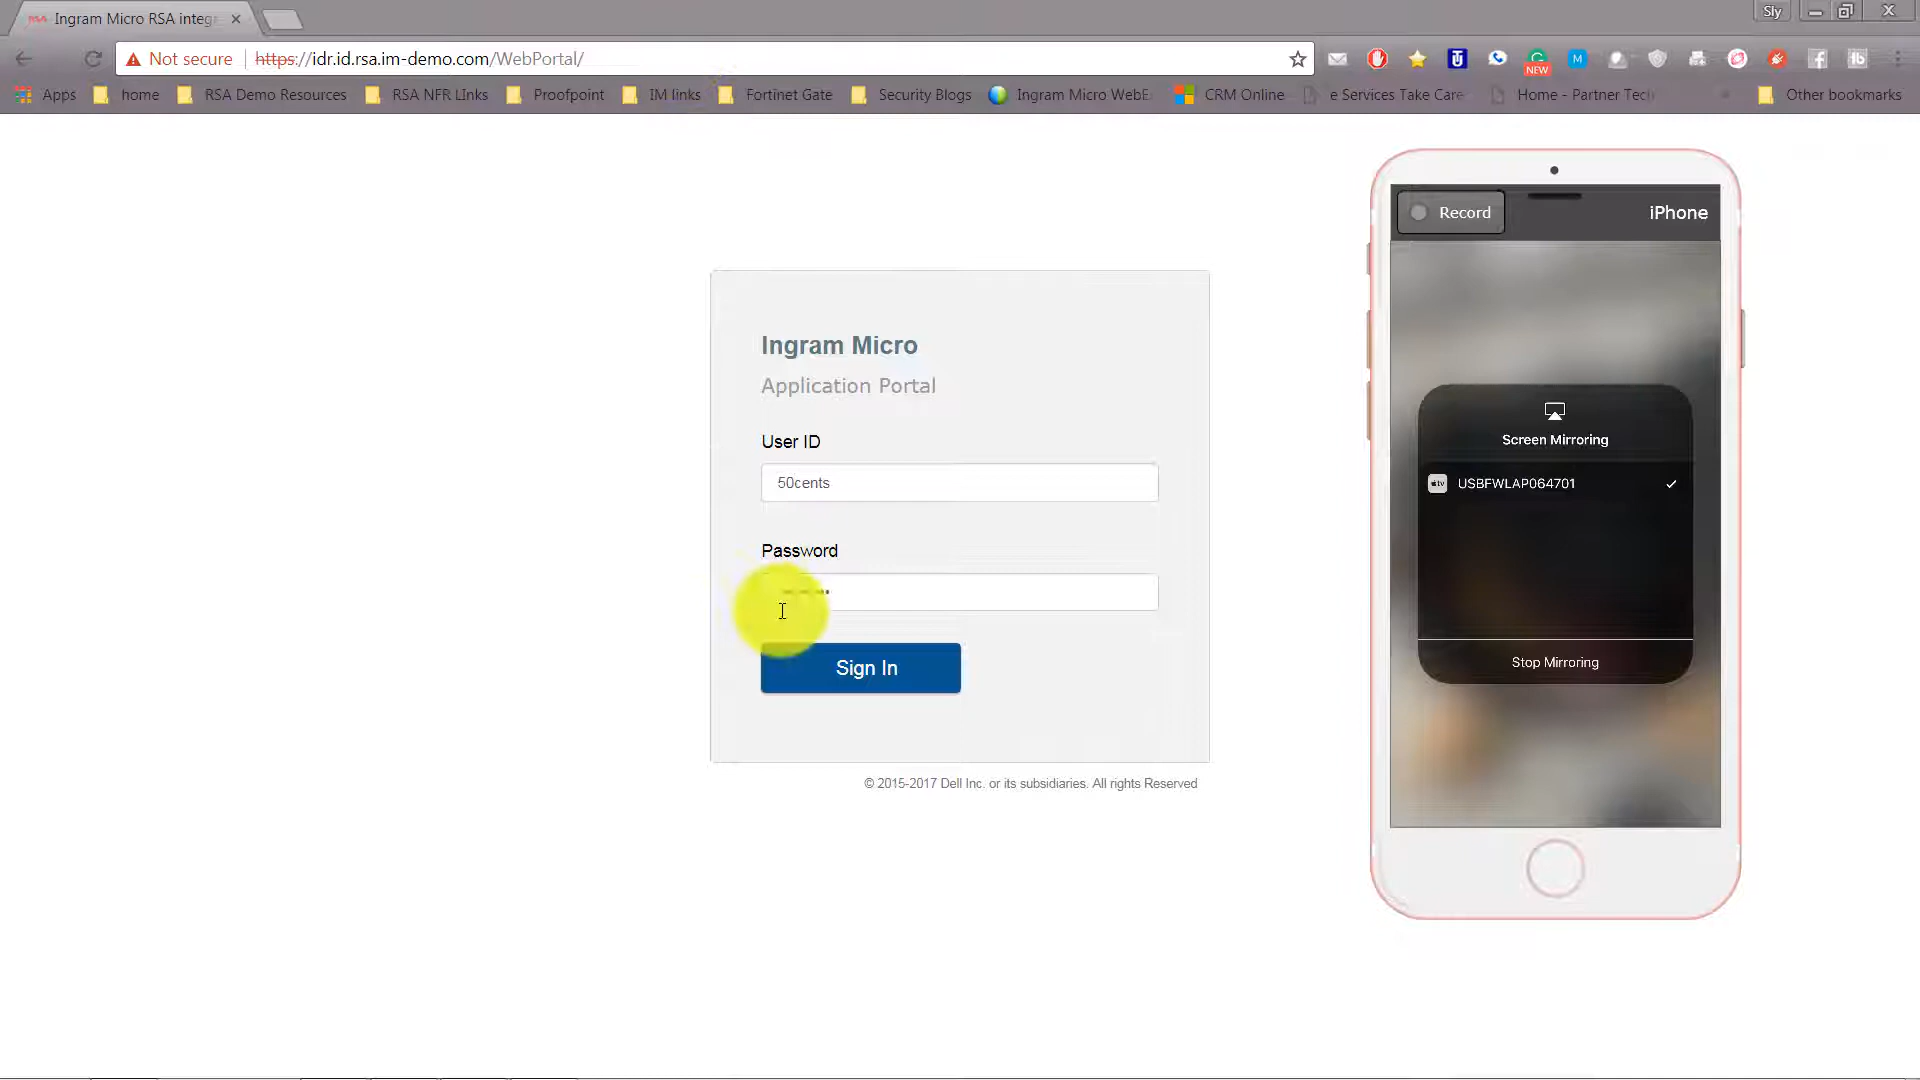 Ingram Micro RSA integ
Sly
Not secure
https://idr.id.rsa.im-demo.com/WebPortal/
NEW
Apps
home
RSA Demo Resources
RSA NFR LInks
Proofpoint
IM links
Fortinet Gate
Security Blogs
Ingram Micro WebE
CRM Online
e Services Take Care
Home - Partner Tech
Other bookmarks
Ingram Micro
Application Portal
User ID
50cents
Password
Sign In
© 2015-2017 Dell Inc. or its subsidiaries. All rights Reserved
Record
iPhone
Screen Mirroring
tv
USBFWLAP064701
Stop Mirroring